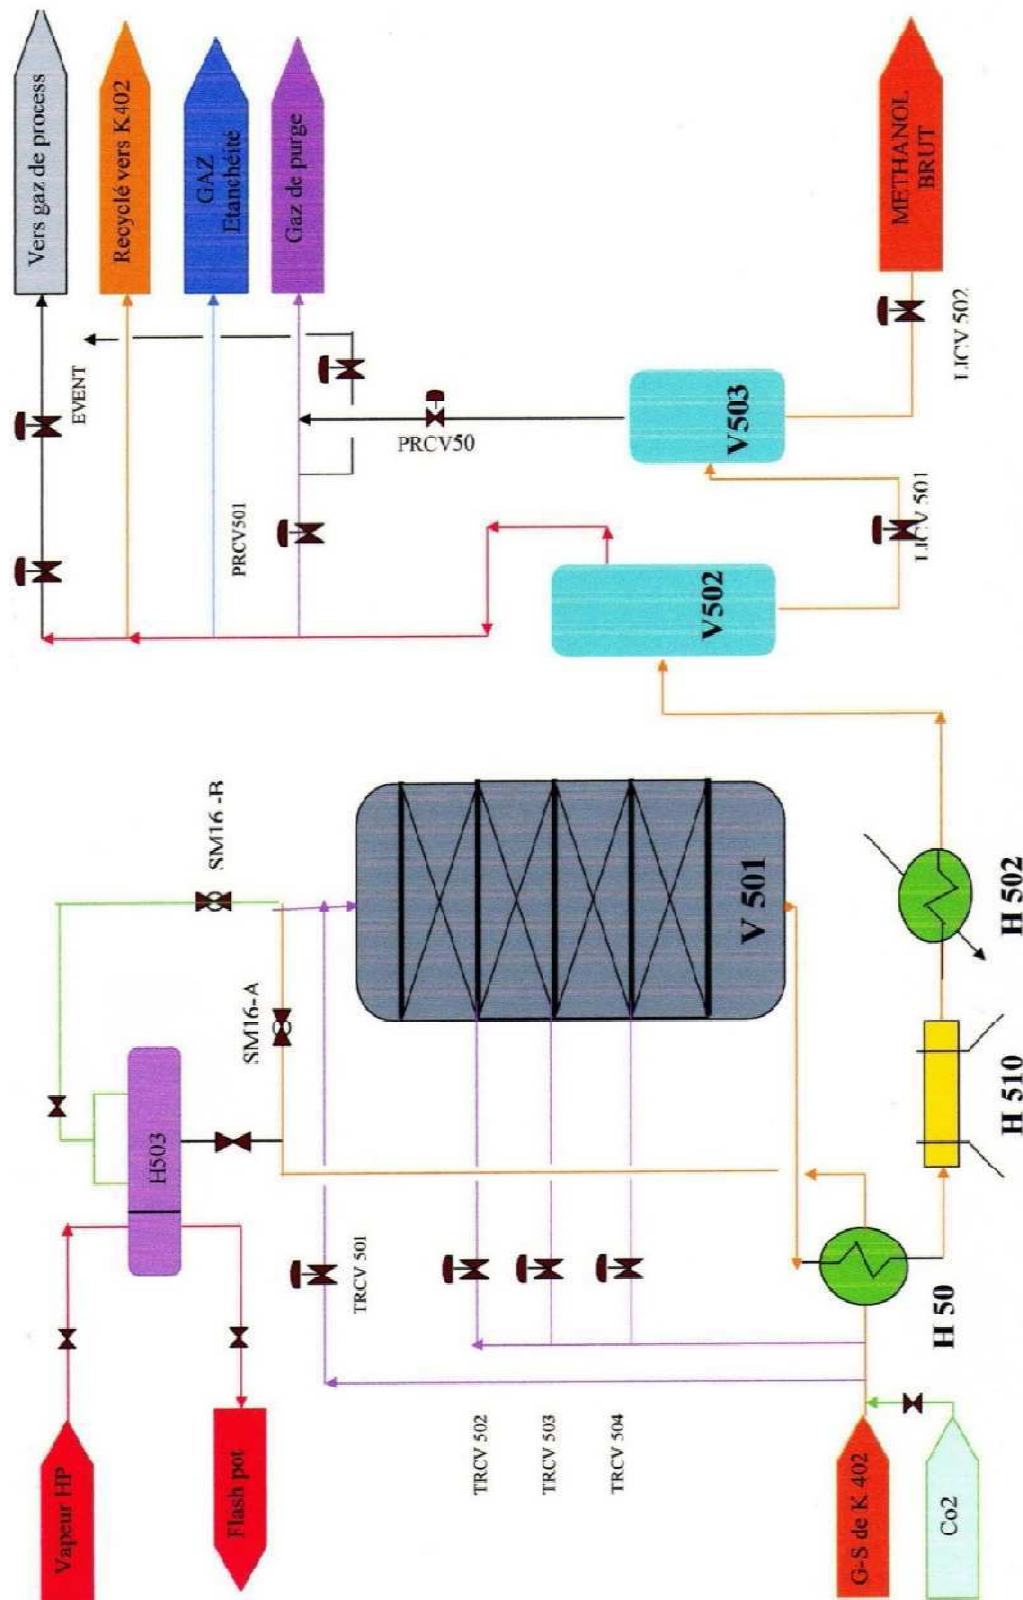 Vers gaz de process
Recyclé vers K402
GAZ
Etanchéité
Gaz de purge
METHANOL
BRUT
EVENT
PRCV501
PRCV50
LICV 502
V503
LICV 501
V502
SM16 -B
SM16-A
H503
V 501
H 502
H 510
H 50
TRCV 501
TRCV 502
TRCV 503
TRCV 504
Vapeur HP
Flash pot
G-S de K 402
Co2